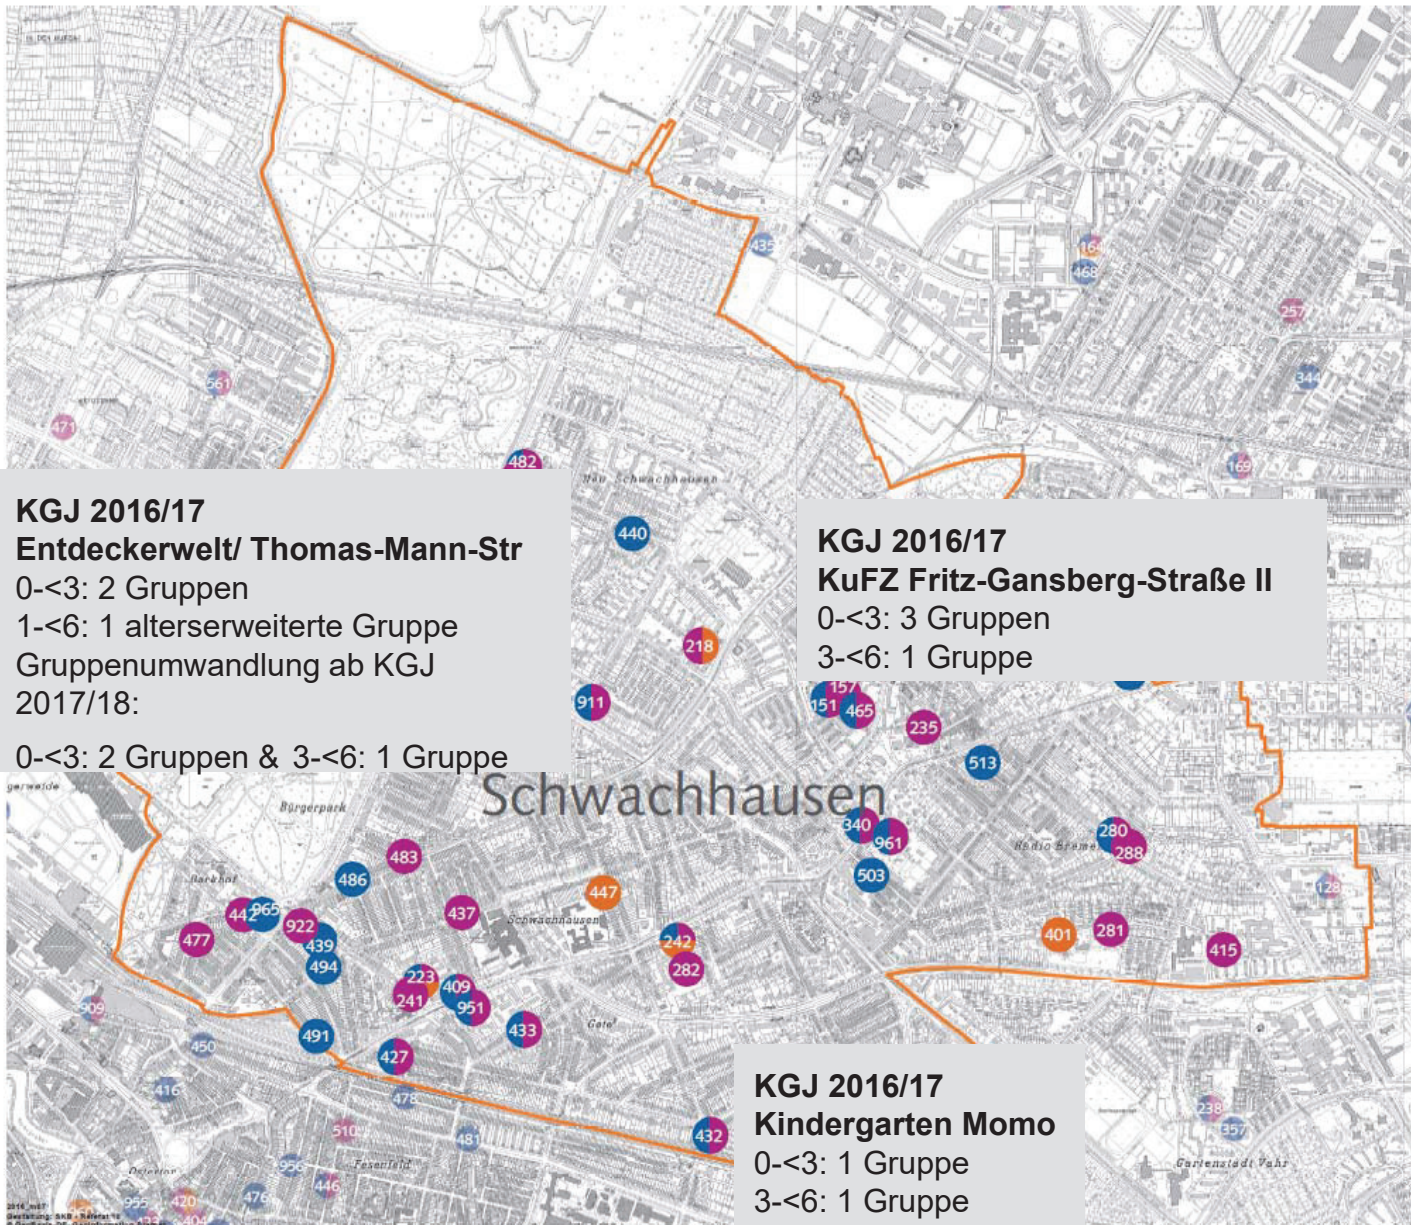 435
164
468
257
344
561
471
482
169
Neu Schwachhausen
440
KGJ 2016/17
Entdeckerwelt/ Thomas-Mann-Str
0-<3: 2 Gruppen
1-<6: 1 alterserweiterte Gruppe
Gruppenumwandlung ab KGJ
2017/18:
0-<3: 2 Gruppen & 3-<6: 1 Gruppe
KGJ 2016/17
KuFZ Fritz-Gansberg-Straße II
0-<3: 3 Gruppen
3-<6: 1 Gruppe
218
911
157
151
465
235
513
Schwachhausen
Bürgerpark
340
961
503
280
288
Radio Breme
128
483
486
Barkhof
447
437
Schwachhausen
442
965
922
439
477
494
242
282
401
281
415
223
241
409
951
433
491
427
909
450
416
478
481
432
510
Fesenfeld
956
446
476
955
420
KGJ 2016/17
Kindergarten Momo
0-<3: 1 Gruppe
3-<6: 1 Gruppe
238
357
Gartenstadt Vahr